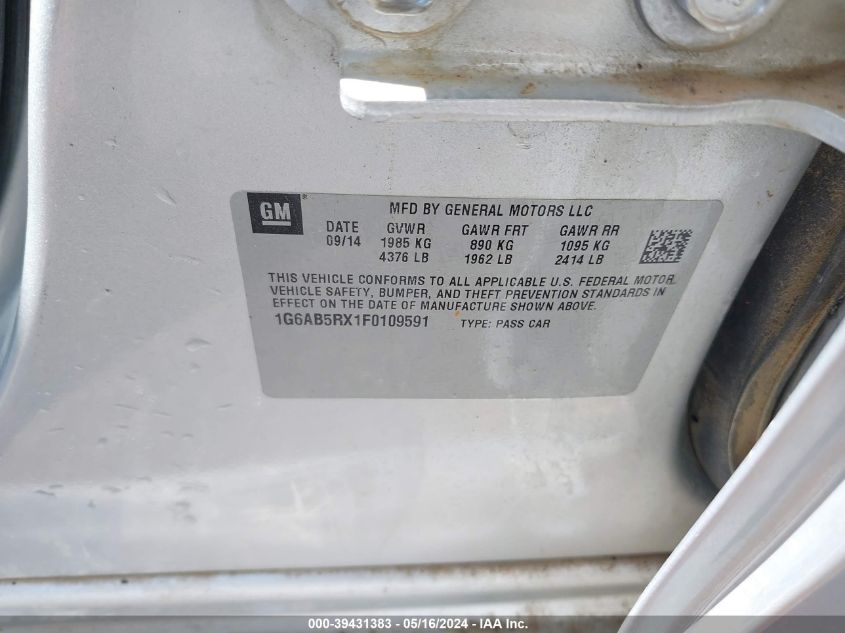 GM ®
MFD BY GENERAL MOTORS LLC
DATE GVWR GAWR FRT GAWR RR
09/14 1985 KG 890 KG 1095 KG
4376 LB 1962 LB 2414 LB
THIS VEHICLE CONFORMS TO ALL APPLICABLE U.S. FEDERAL MOTOR
VEHICLE SAFETY, BUMPER, AND THEFT PREVENTION STANDARDS IN
EFFECT ON THE DATE OF MANUFACTURE SHOWN ABOVE.
1G6AB5RX1F0109591 TYPE: PASS CAR
000-39431383 - 05/16/2024 - IAA Inc.